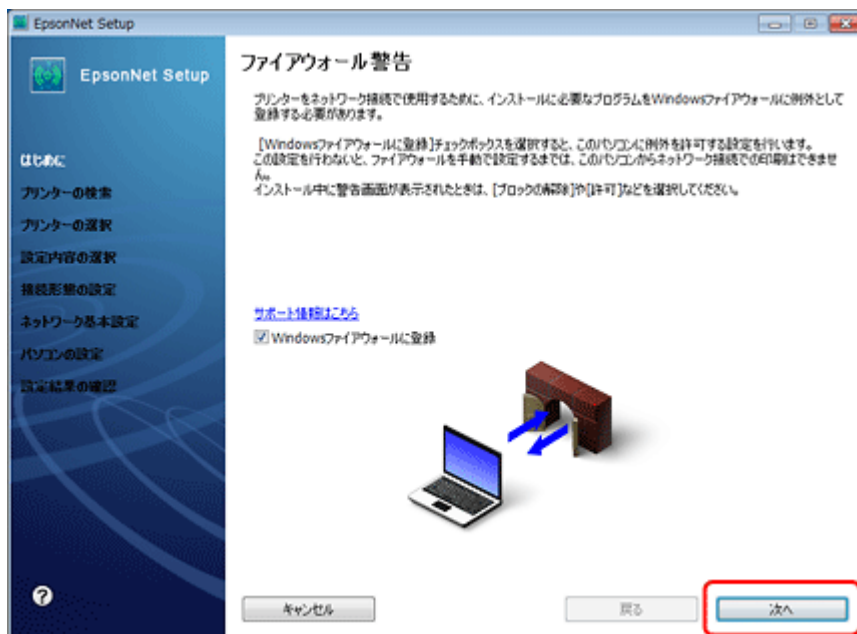 EpsonNet Setup
EpsonNet Setup
はじめに
プリンターの検索
プリンターの選択
設定内容の選択
接続形態の設定
ネットワーク基本設定
パソコンの設定
設定結果の確認
ファイアウォール警告
プリンターをネットワーク接続で使用するために、インストールに必要なプログラムをWindowsファイアウォールに例外として
登録する必要があります。
[Windowsファイアウォールに登録]チェックボックスを選択すると、このパソコンに例外を許可する設定を行います。
この設定を行わないと、ファイアウォールを手動で設定するまでは、このパソコンからネットワーク接続での印刷はできませ
ん。
インストール中に警告画面が表示されたときは、[ブロックの解除]や[許可]などを選択してください。
サポート情報はこちら
Windowsファイアウォールに登録
?
キャンセル
戻る
次へ